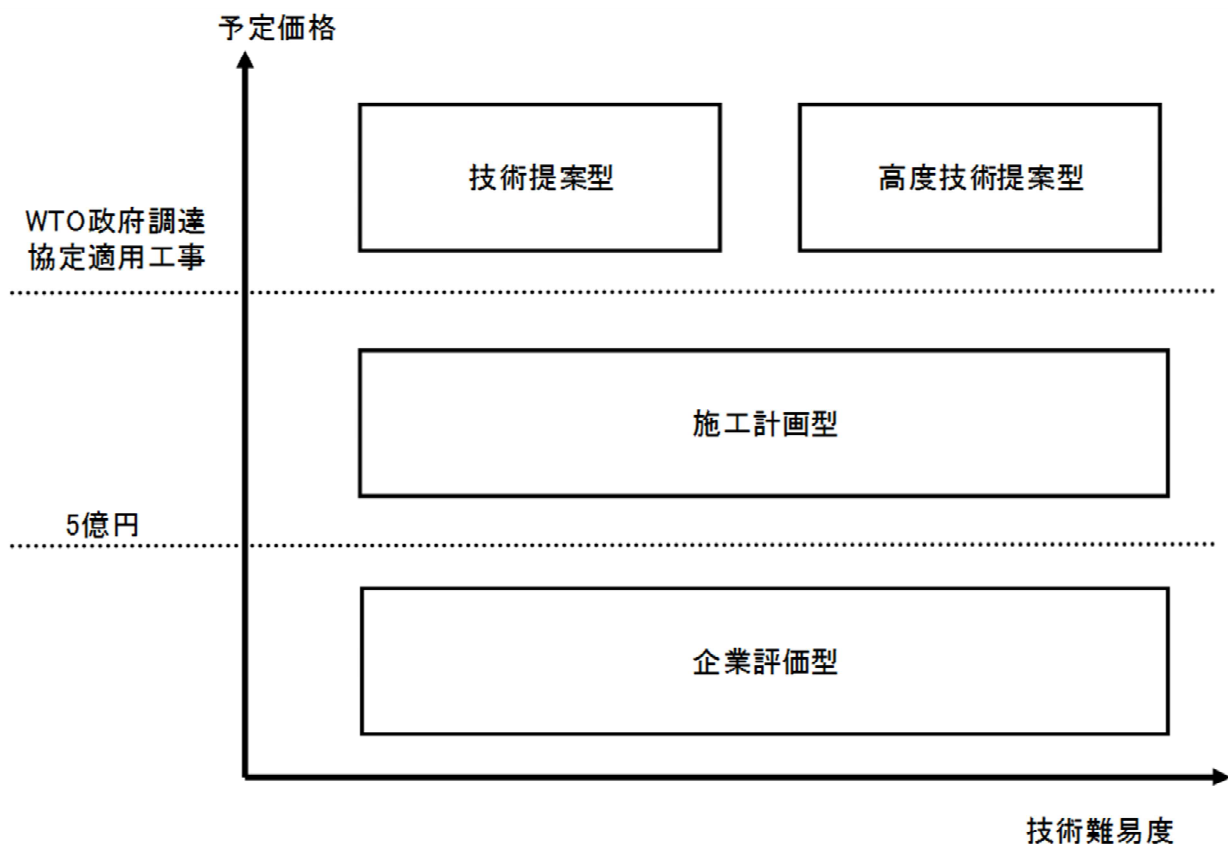 予定価格
技術提案型
高度技術提案型
WTO政府調達
協定適用工事
施工計画型
5億円
企業評価型
技術難易度